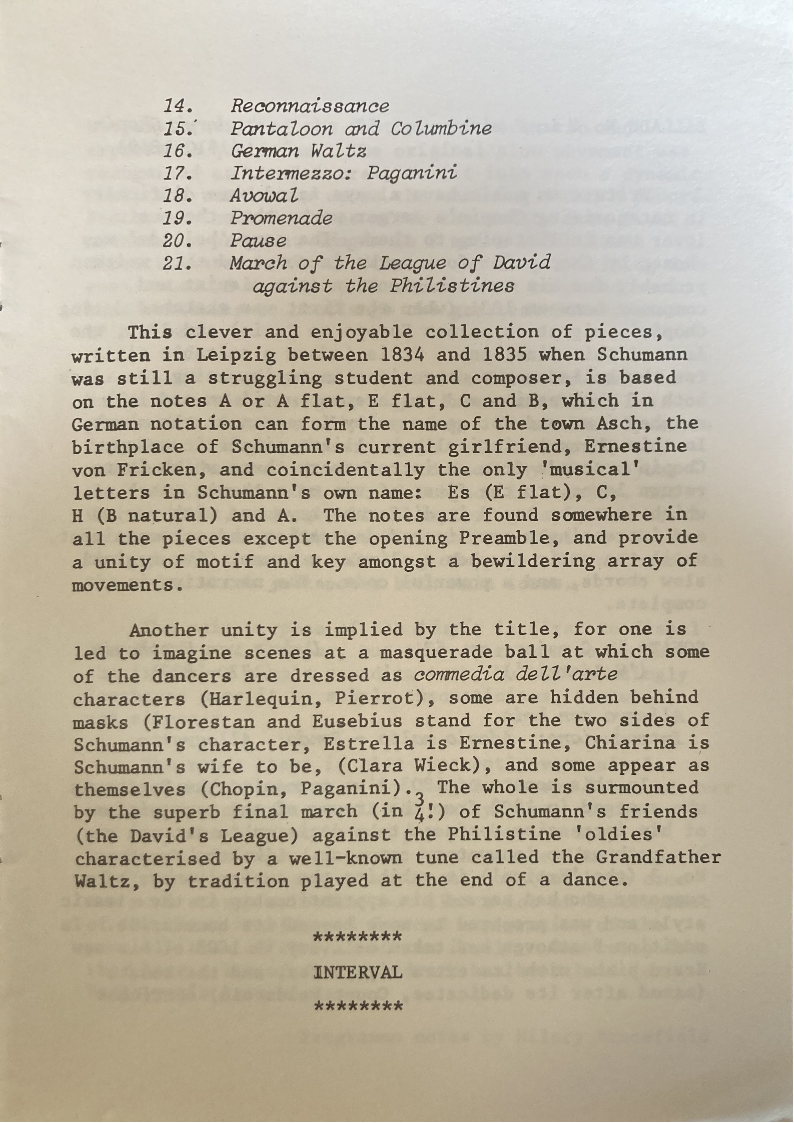 14. Reconnaissance
15. Pantaloon and Columbine
16. German Waltz
17. Intermezzo: Paganini
18. Avowal
19. Promenade
20. Pause
21. March of the League of David
against the Philistines
This clever and enjoyable collection of pieces,
written in Leipzig between 1834 and 1835 when Schumann
was still a struggling student and composer, is based
on the notes A or A flat, E flat, C and B, which in
German notation can form the name of the town Asch, the
birthplace of Schumann's current girlfriend, Ernestine
von Fricken, and coincidentally the only 'musical'
letters in Schumann's own name: Es (E flat), C,
H (B natural) and A. The notes are found somewhere in
all the pieces except the opening Preamble, and provide
a unity of motif and key amongst a bewildering array of
movements.
Another unity is implied by the title, for one is
led to imagine scenes at a masquerade ball at which some
of the dancers are dressed as commedia dell'arte
characters (Harlequin, Pierrot), some are hidden behind
masks (Florestan and Eusebius stand for the two sides of
Schumann's character, Estrella is Ernestine, Chiarina is
Schumann's wife to be, (Clara Wieck), and some appear as
themselves (Chopin, Paganini). The whole is surmounted
by the superb final march (in 3/4!) of Schumann's friends
(the David's League) against the Philistine 'oldies'
characterised by a well-known tune called the Grandfather
Waltz, by tradition played at the end of a dance.
********
INTERVAL
********